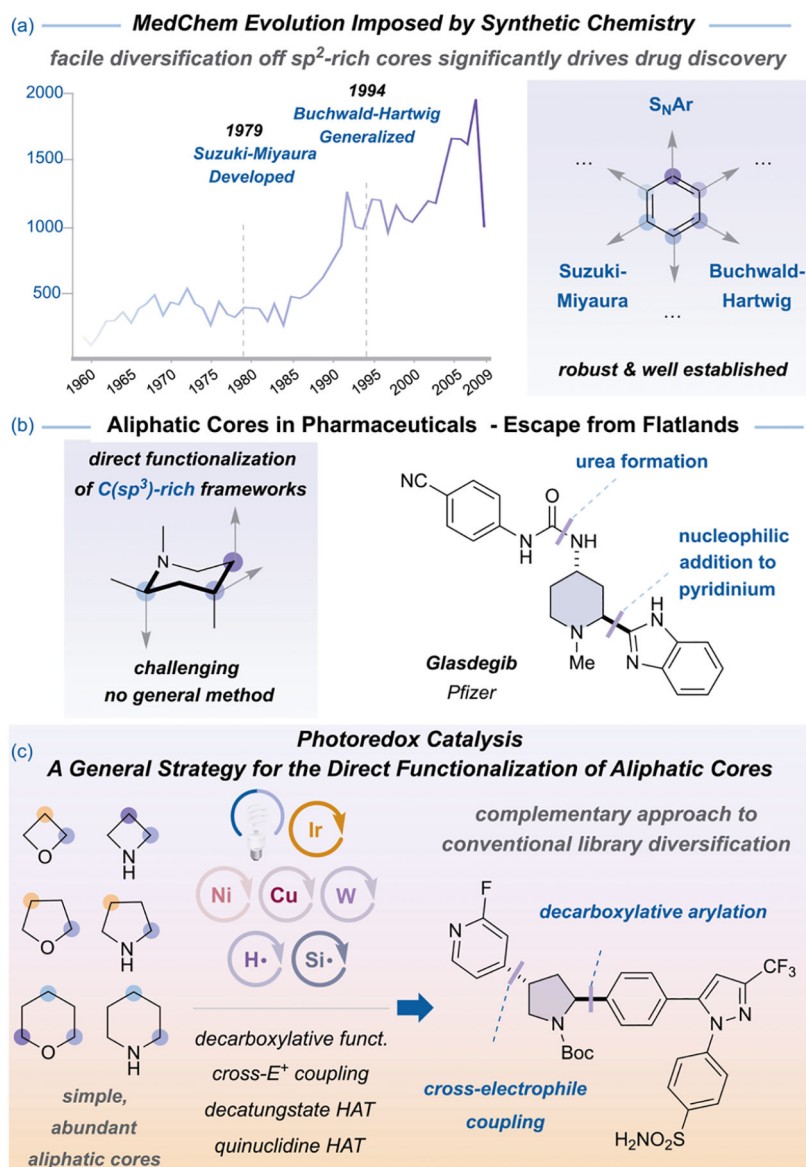 (a)
MedChem Evolution Imposed by Synthetic Chemistry
facile diversification off sp²-rich cores significantly drives drug discovery
2000
1500
1000
500
1979
Suzuki-Miyaura
Developed
1994
Buchwald-Hartwig
Generalized
1960
1965
1970
1975
1980
1985
1990
1995
2000
2005
2009
SNAr
...
...
Suzuki-
Miyaura
Buchwald-
Hartwig
...
robust & well established
(b)
Aliphatic Cores in Pharmaceuticals - Escape from Flatlands
direct functionalization
of C(sp³)-rich frameworks
N
challenging
no general method
urea formation
NC
O
N
H
NH
nucleophilic
addition to
pyridinium
H
N
N
N
Me
Glasdegib
Pfizer
(c)
Photoredox Catalysis
A General Strategy for the Direct Functionalization of Aliphatic Cores
O
N
H
O
N
H
O
N
H
simple,
abundant
aliphatic cores
Ir
Ni
Cu
W
H•
Si•
decarboxylative funct.
cross-E⁺ coupling
decatungstate HAT
quinuclidine HAT
complementary approach to
conventional library diversification
F
N
decarboxylative arylation
N
Boc
CF₃
N
N
cross-electrophile
coupling
H₂NO₂S